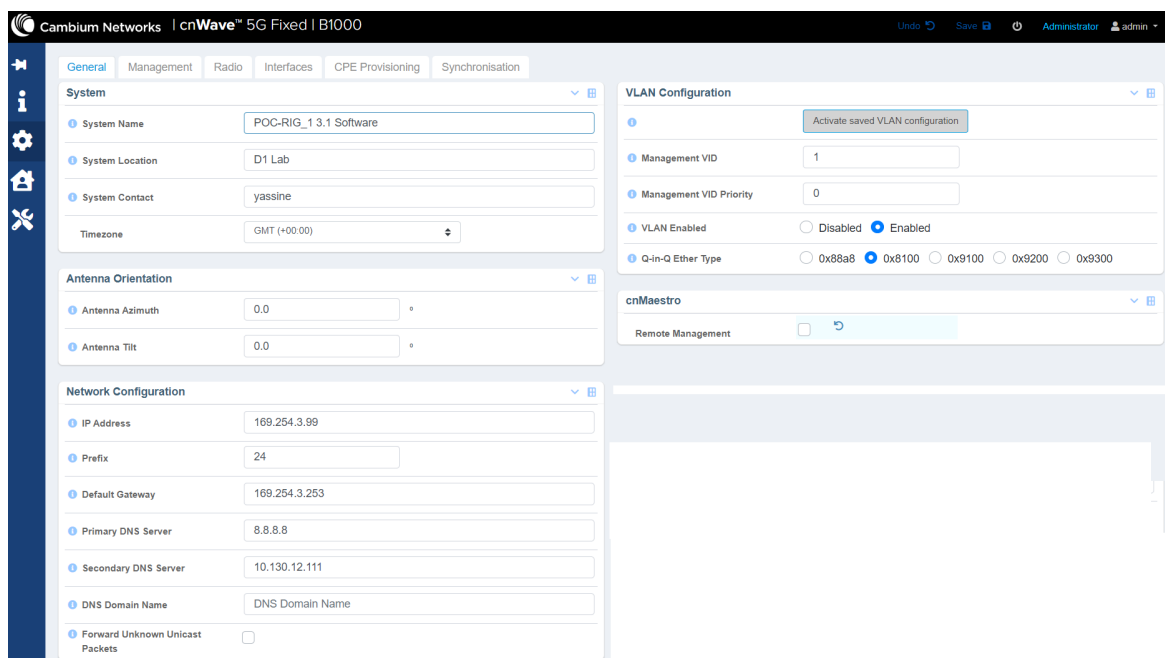 Cambium Networks | cnWave™ 5G Fixed | B1000
Undo Save Administrator admin
General Management Radio Interfaces CPE Provisioning Synchronisation
System
System Name POC-RIG_1 3.1 Software
System Location D1 Lab
System Contact yassine
Timezone GMT (+00:00)
Antenna Orientation
Antenna Azimuth 0.0 °
Antenna Tilt 0.0 °
Network Configuration
IP Address 169.254.3.99
Prefix 24
Default Gateway 169.254.3.253
Primary DNS Server 8.8.8.8
Secondary DNS Server 10.130.12.111
DNS Domain Name DNS Domain Name
Forward Unknown Unicast
Packets
VLAN Configuration
Activate saved VLAN configuration
Management VID 1
Management VID Priority 0
VLAN Enabled Disabled Enabled
Q-in-Q Ether Type 0x88a8 0x8100 0x9100 0x9200 0x9300
cnMaestro
Remote Management